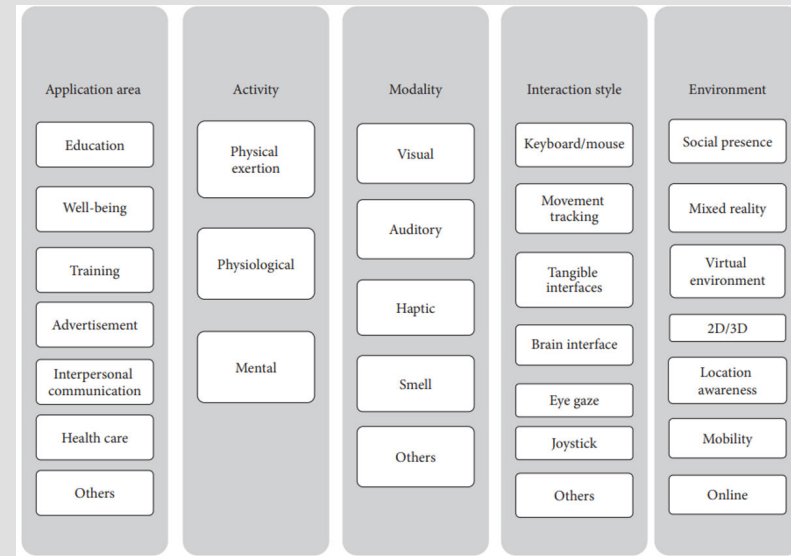 Application area
Education
Well-being
Training
Advertisement
Interpersonal
communication
Health care
Others
Activity
Physical
exertion
Physiological
Mental
Modality
Visual
Auditory
Haptic
Smell
Others
Interaction style
Keyboard/mouse
Movement
tracking
Tangible
interfaces
Brain interface
Eye gaze
Joystick
Others
Environment
Social presence
Mixed reality
Virtual
environment
2D/3D
Location
awareness
Mobility
Online